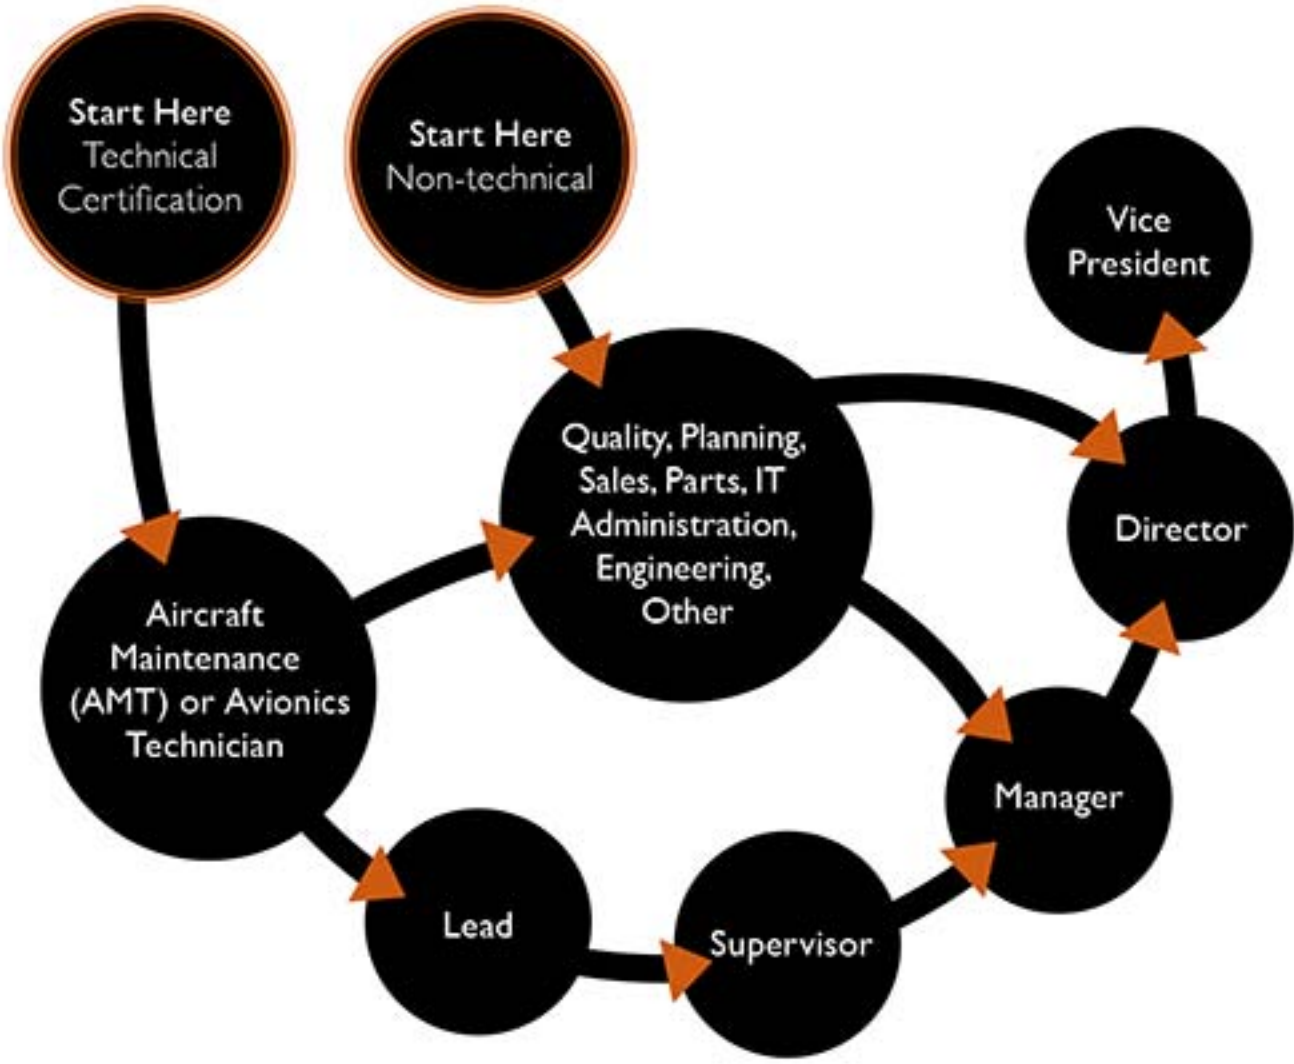 Start Here
Technical
Certification
Start Here
Non-technical
Vice
President
Quality, Planning,
Sales, Parts, IT
Administration,
Engineering,
Other
Director
Aircraft
Maintenance
(AMT) or Avionics
Technician
Manager
Lead
Supervisor